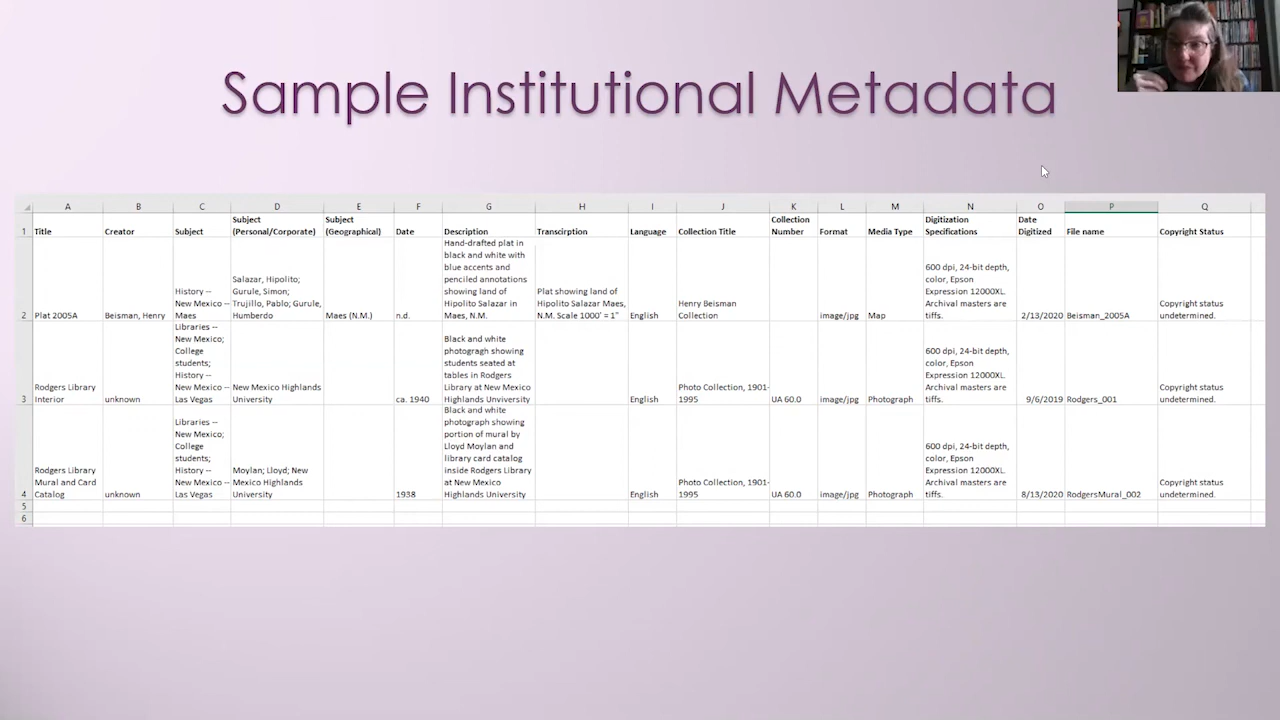 Sample Institutional Metadata
A B C D E F G H I J K L M N O P Q
1 Title Creator Subject Subject (Personal/Corporate) Subject (Geographical) Date Description Transcirption Language Collection Title Collection Number Format Media Type Digitization Specifications Date Digitized File name Copyright Status
2 Plat 2005A Beisman, Henry History -- New Mexico -- Maes Salazar, Hipolito; Gurule, Simon; Trujillo, Pablo; Gurule, Humberdo Maes (N.M.) n.d. Hand-drafted plat in black and white with blue accents and penciled annotations showing land of Hipolito Salazar in Maes, N.M. Plat showing land of Hipolito Salazar Maes, N.M. Scale 1000' = 1" English Henry Beisman Collection image/jpg Map 600 dpi, 24-bit depth, color, Epson Expression 12000XL. Archival masters are tiffs. 2/13/2020 Beisman_2005A Copyright status undetermined.
3 Rodgers Library Interior unknown Libraries -- New Mexico; College students; History -- New Mexico -- Las Vegas New Mexico Highlands University ca. 1940 Black and white photogragh showing students seated at tables in Rodgers Library at New Mexico Highlands Unviversity English Photo Collection, 1901-1995 UA 60.0 image/jpg Photograph 600 dpi, 24-bit depth, color, Epson Expression 12000XL. Archival masters are tiffs. 9/6/2019 Rodgers_001 Copyright status undetermined.
4 Rodgers Library Mural and Card Catalog unknown Libraries -- New Mexico; College students; History -- New Mexico -- Las Vegas Moylan; Lloyd; New Mexico Highlands University 1938 Black and white photograph showing portion of mural by Lloyd Moylan and library card catalog inside Rodgers Library at New Mexico Highlands University English Photo Collection, 1901-1995 UA 60.0 image/jpg Photograph 600 dpi, 24-bit depth, color, Epson Expression 12000XL. Archival masters are tiffs. 8/13/2020 RodgersMural_002 Copyright status undetermined.
5
6